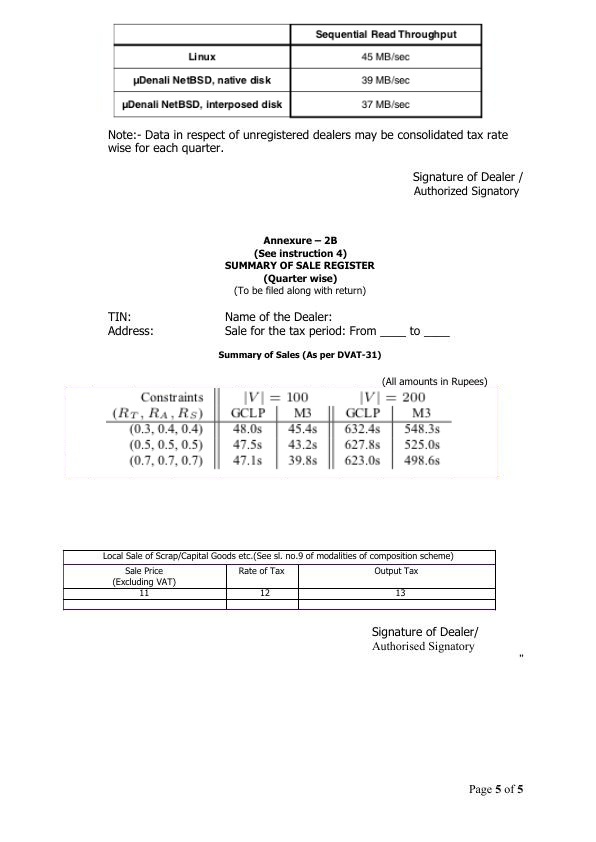 Sequential Read Throughput
Linux 45 MB/sec
µDenali NetBSD, native disk 39 MB/sec
µDenali NetBSD, interposed disk 37 MB/sec
Note:- Data in respect of unregistered dealers may be consolidated tax rate
wise for each quarter.
Signature of Dealer /
Authorized Signatory
Annexure – 2B
(See instruction 4)
SUMMARY OF SALE REGISTER
(Quarter wise)
(To be filed along with return)
TIN: Name of the Dealer:
Address: Sale for the tax period: From ____ to ____
Summary of Sales (As per DVAT-31)
(All amounts in Rupees)
Constraints |V| = 100 |V| = 200
(R_T, R_A, R_S) GCLP M3 GCLP M3
(0.3, 0.4, 0.4) 48.0s 45.4s 632.4s 548.3s
(0.5, 0.5, 0.5) 47.5s 43.2s 627.8s 525.0s
(0.7, 0.7, 0.7) 47.1s 39.8s 623.0s 498.6s
Local Sale of Scrap/Capital Goods etc.(See sl. no.9 of modalities of composition scheme)
Sale Price Rate of Tax Output Tax
(Excluding VAT)
11 12 13
Signature of Dealer/
Authorised Signatory
"
Page 5 of 5